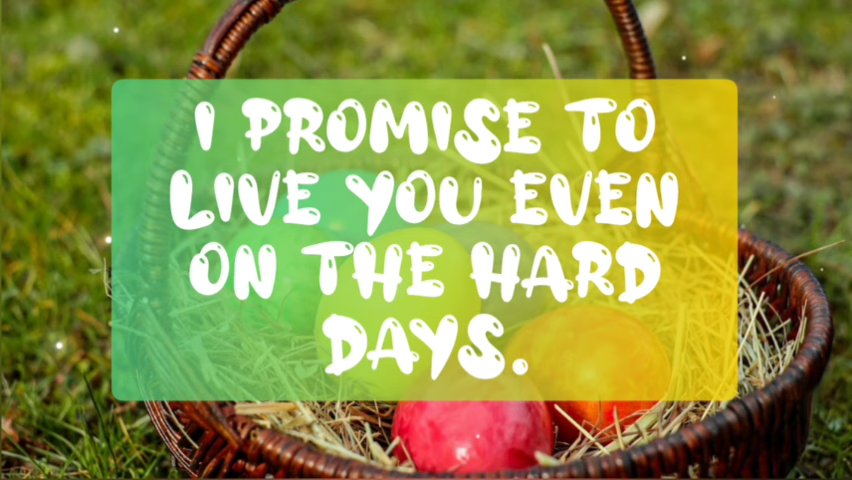 I PROMISE TO
LIVE YOU EVEN
ON THE HARD
DAYS.